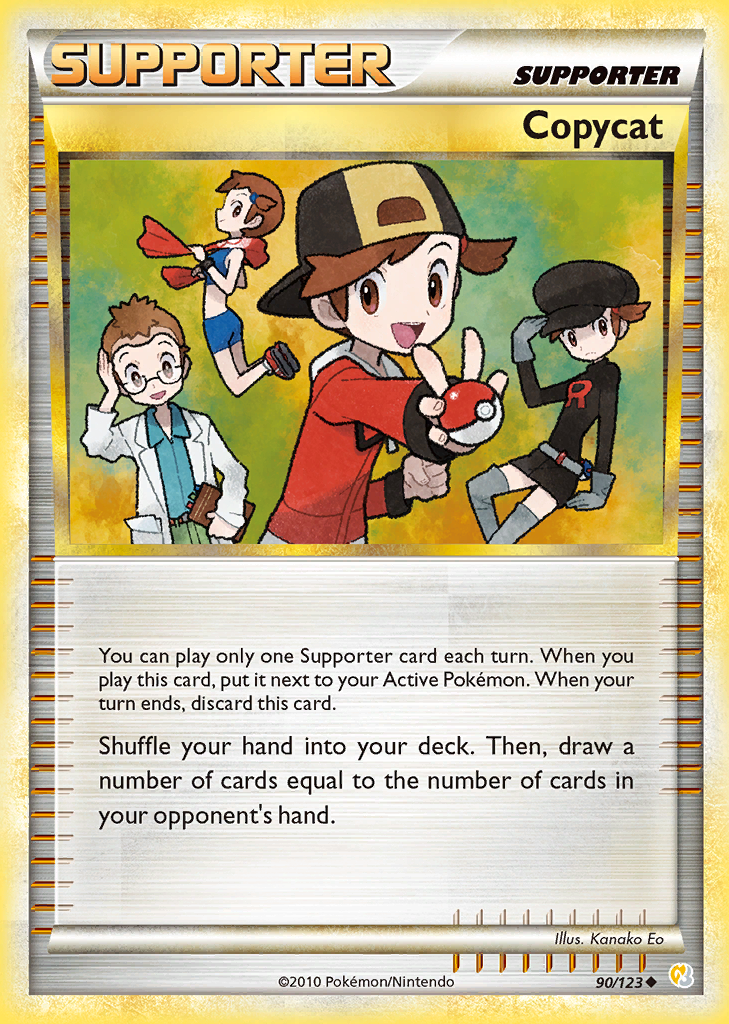 SUPPORTER
SUPPORTER
Copycat
R
You can play only one Supporter card each turn. When you
play this card, put it next to your Active Pokémon. When your
turn ends, discard this card.
Shuffle your hand into your deck. Then, draw a
number of cards equal to the number of cards in
your opponent's hand.
Illus. Kanako Eo
©2010 Pokémon/Nintendo
90/123